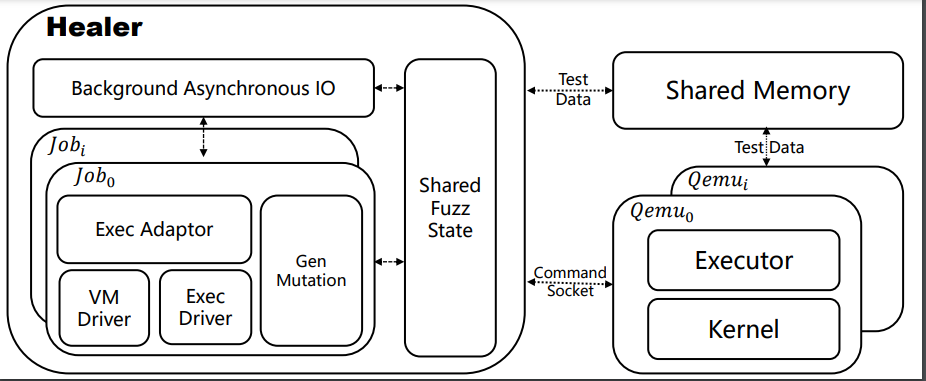 Healer
Background Asynchronous IO
Job_i
Job_0
Exec Adaptor
VM
Driver
Exec
Driver
Gen
Mutation
Shared
Fuzz
State
Test
Data
Command
Socket
Shared Memory
Test Data
Qemu_i
Qemu_0
Executor
Kernel